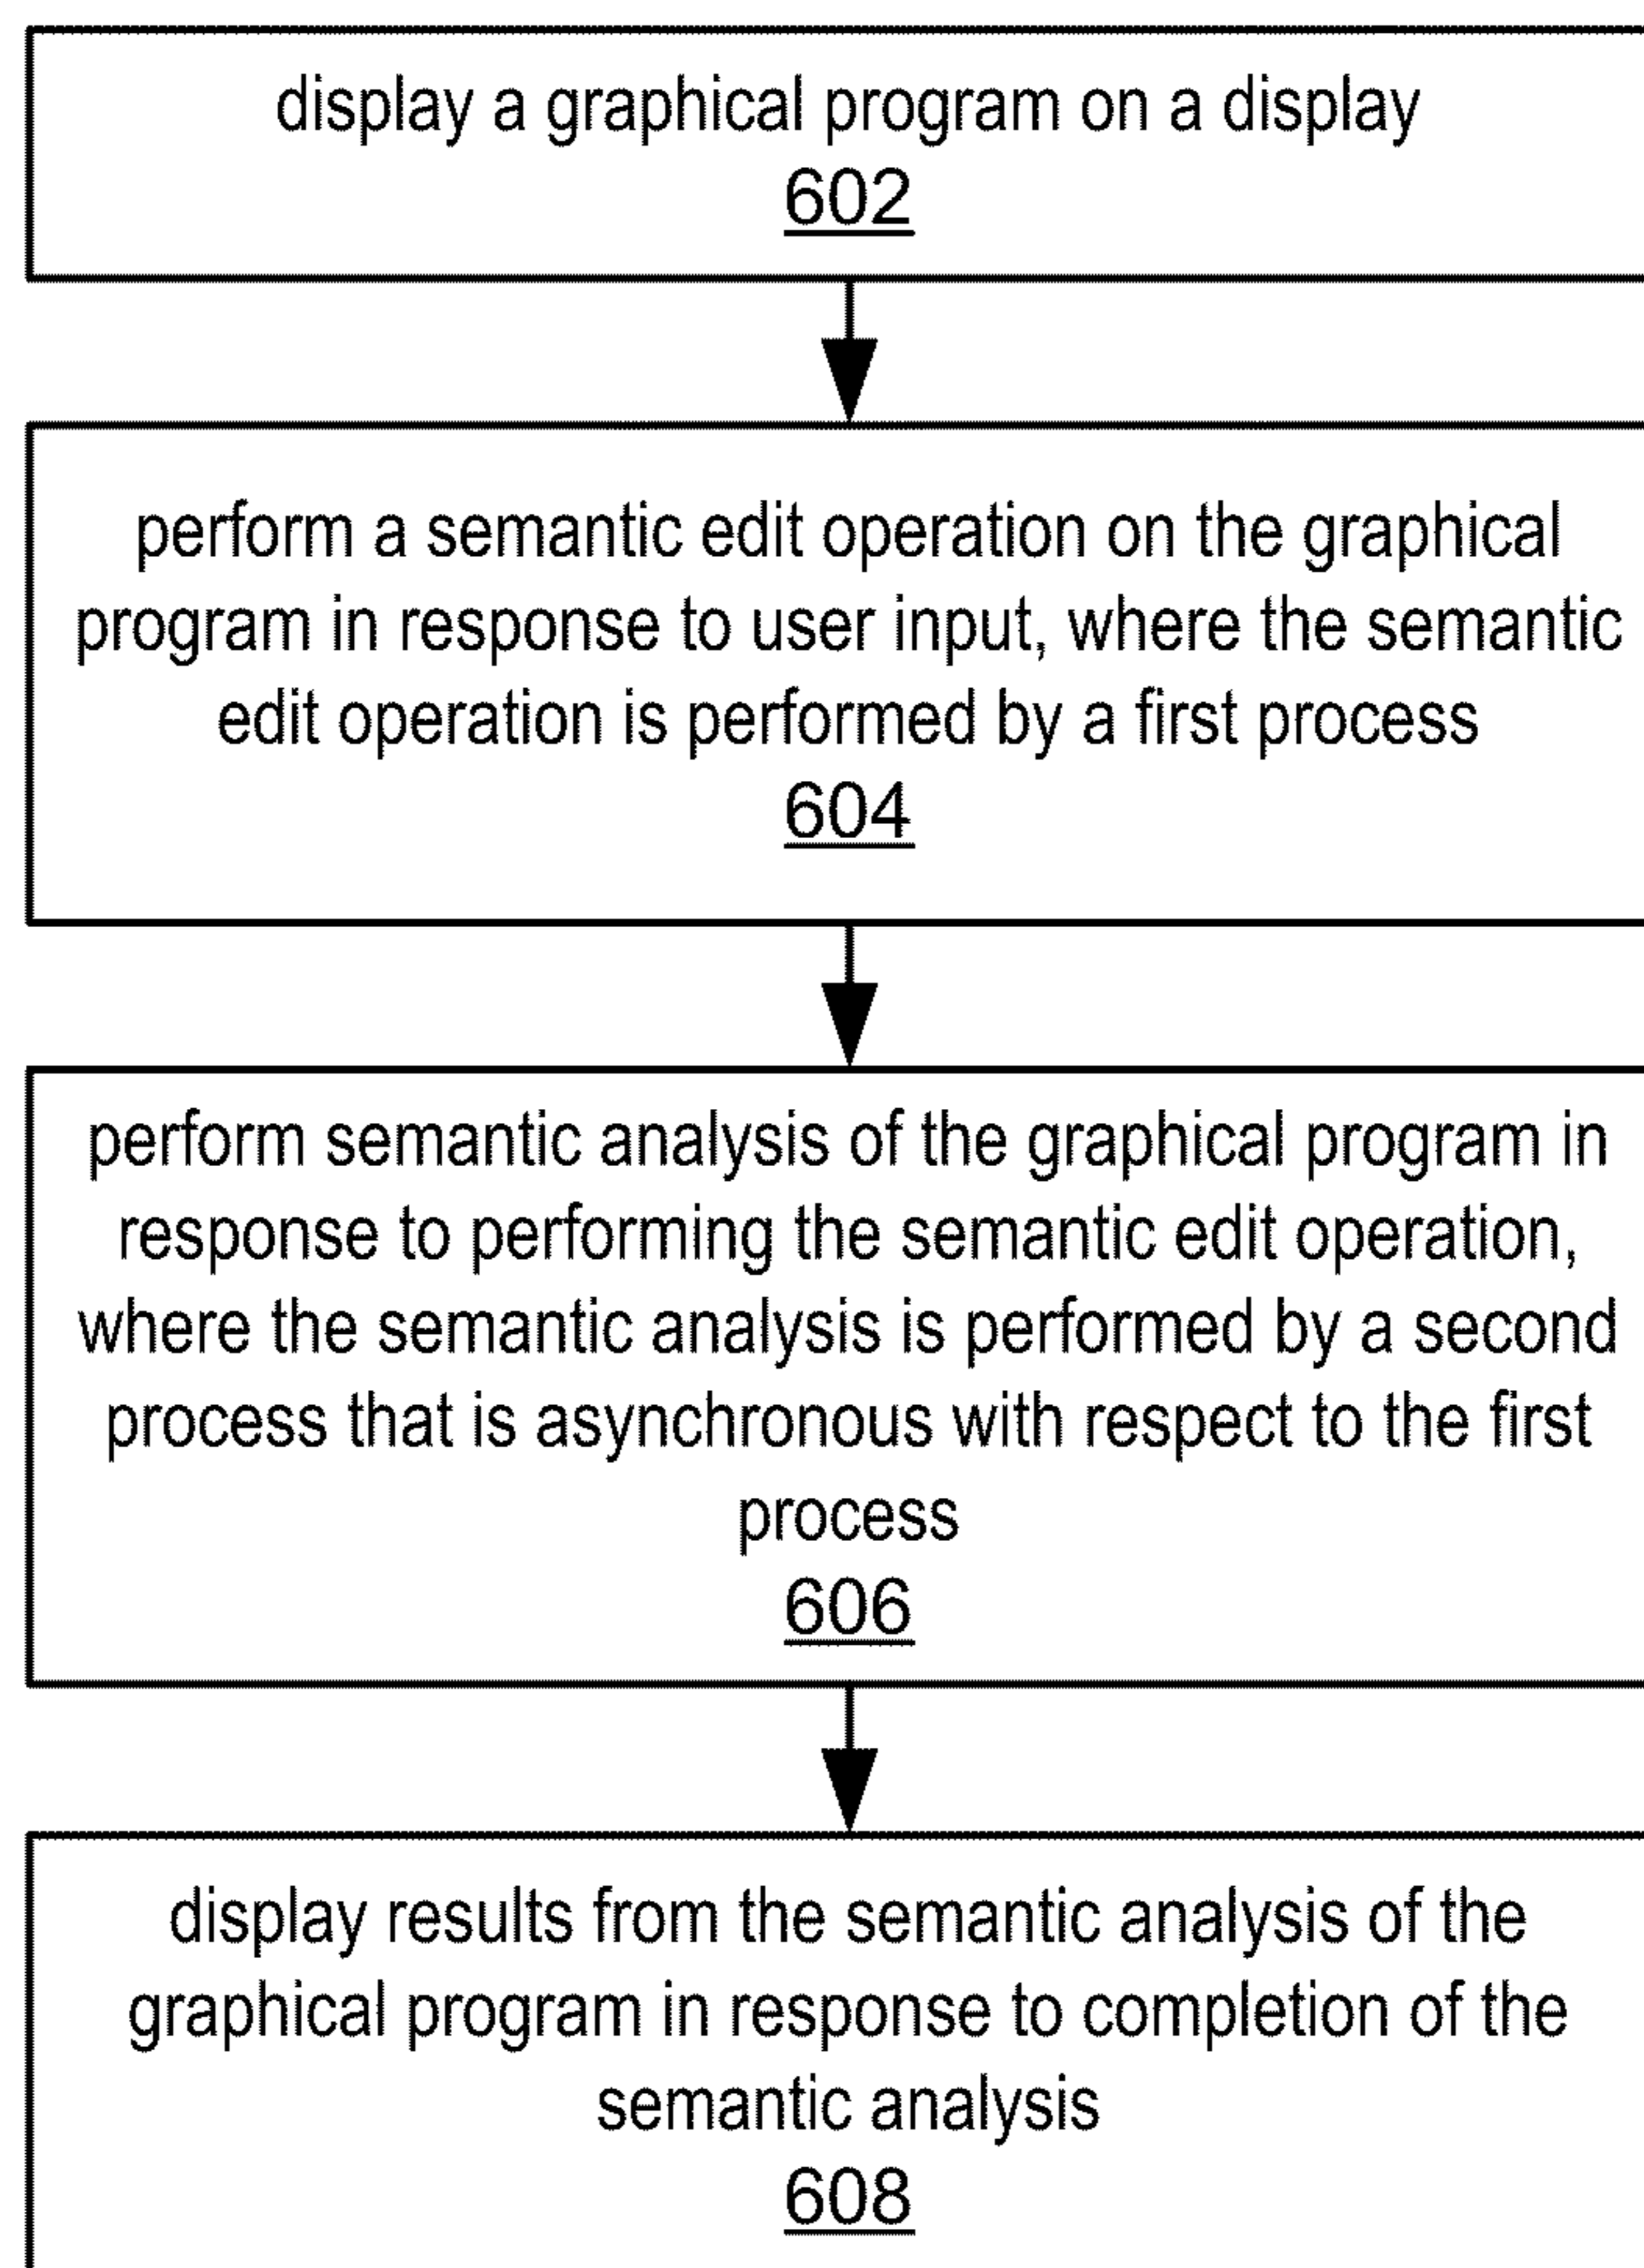 display a graphical program on a display
602
perform a semantic edit operation on the graphical
program in response to user input, where the semantic
edit operation is performed by a first process
604
perform semantic analysis of the graphical program in
response to performing the semantic edit operation,
where the semantic analysis is performed by a second
process that is asynchronous with respect to the first
process
606
display results from the semantic analysis of the
graphical program in response to completion of the
semantic analysis
608